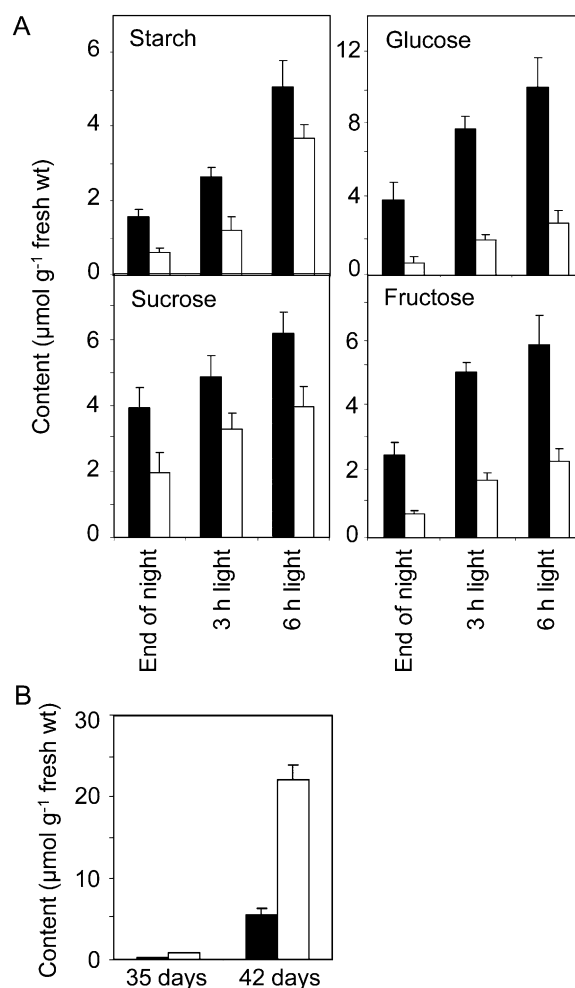 A
Starch
Glucose
6
4
2
0
12
8
4
0
Sucrose
Fructose
6
4
2
0
6
4
2
0
Content (µmol g-1 fresh wt)
End of night
3 h light
6 h light
End of night
3 h light
6 h light
B
30
20
10
0
Content (µmol g-1 fresh wt)
35 days
42 days